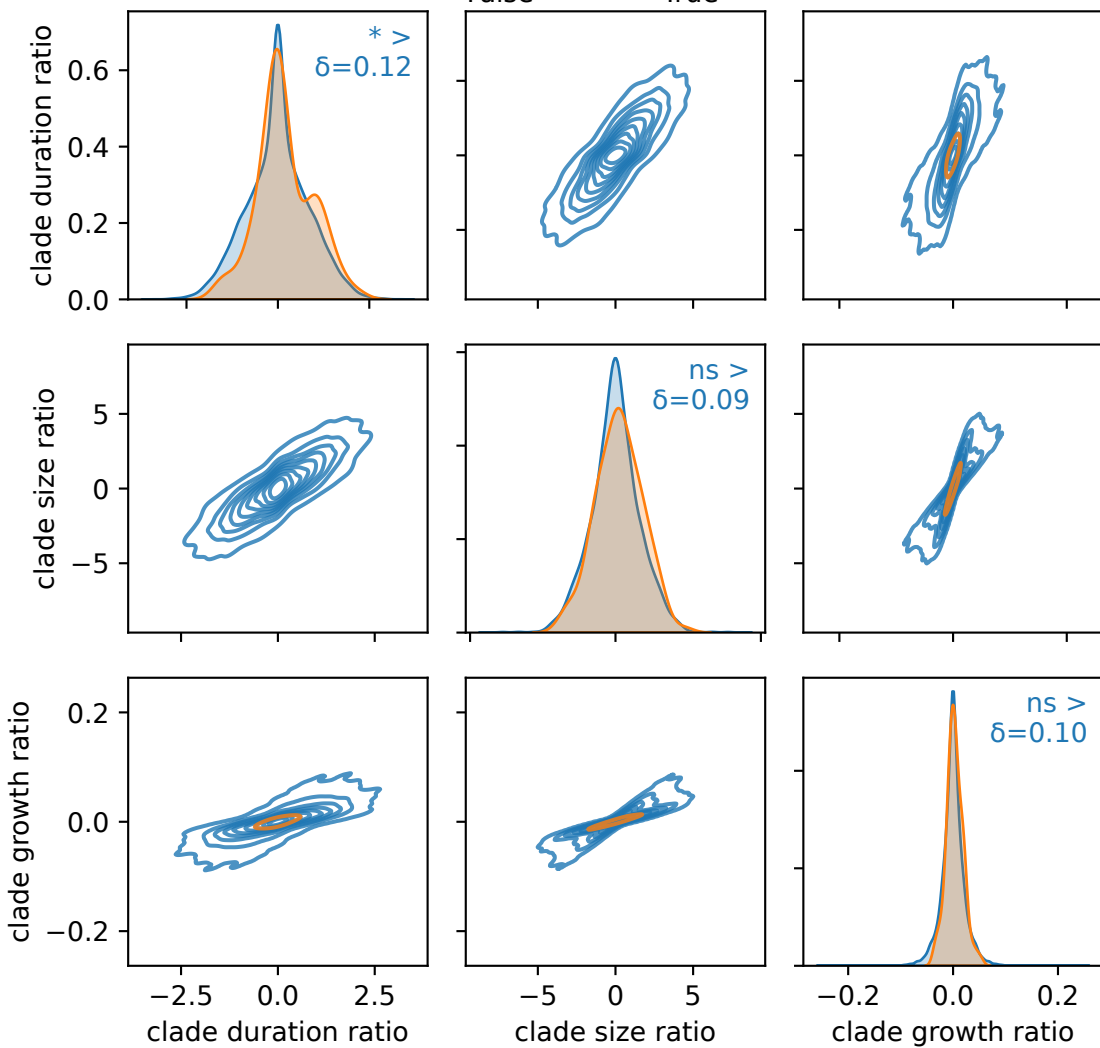 True
clade duration ratio
0.6
0.4
0.2
0.0
* >
δ=0.12
clade size ratio
5
0
−5
ns >
δ=0.09
clade growth ratio
0.2
0.0
−0.2
ns >
δ=0.10
−2.5 0.0 2.5
−5 0 5
−0.2 0.0 0.2
clade duration ratio
clade size ratio
clade growth ratio